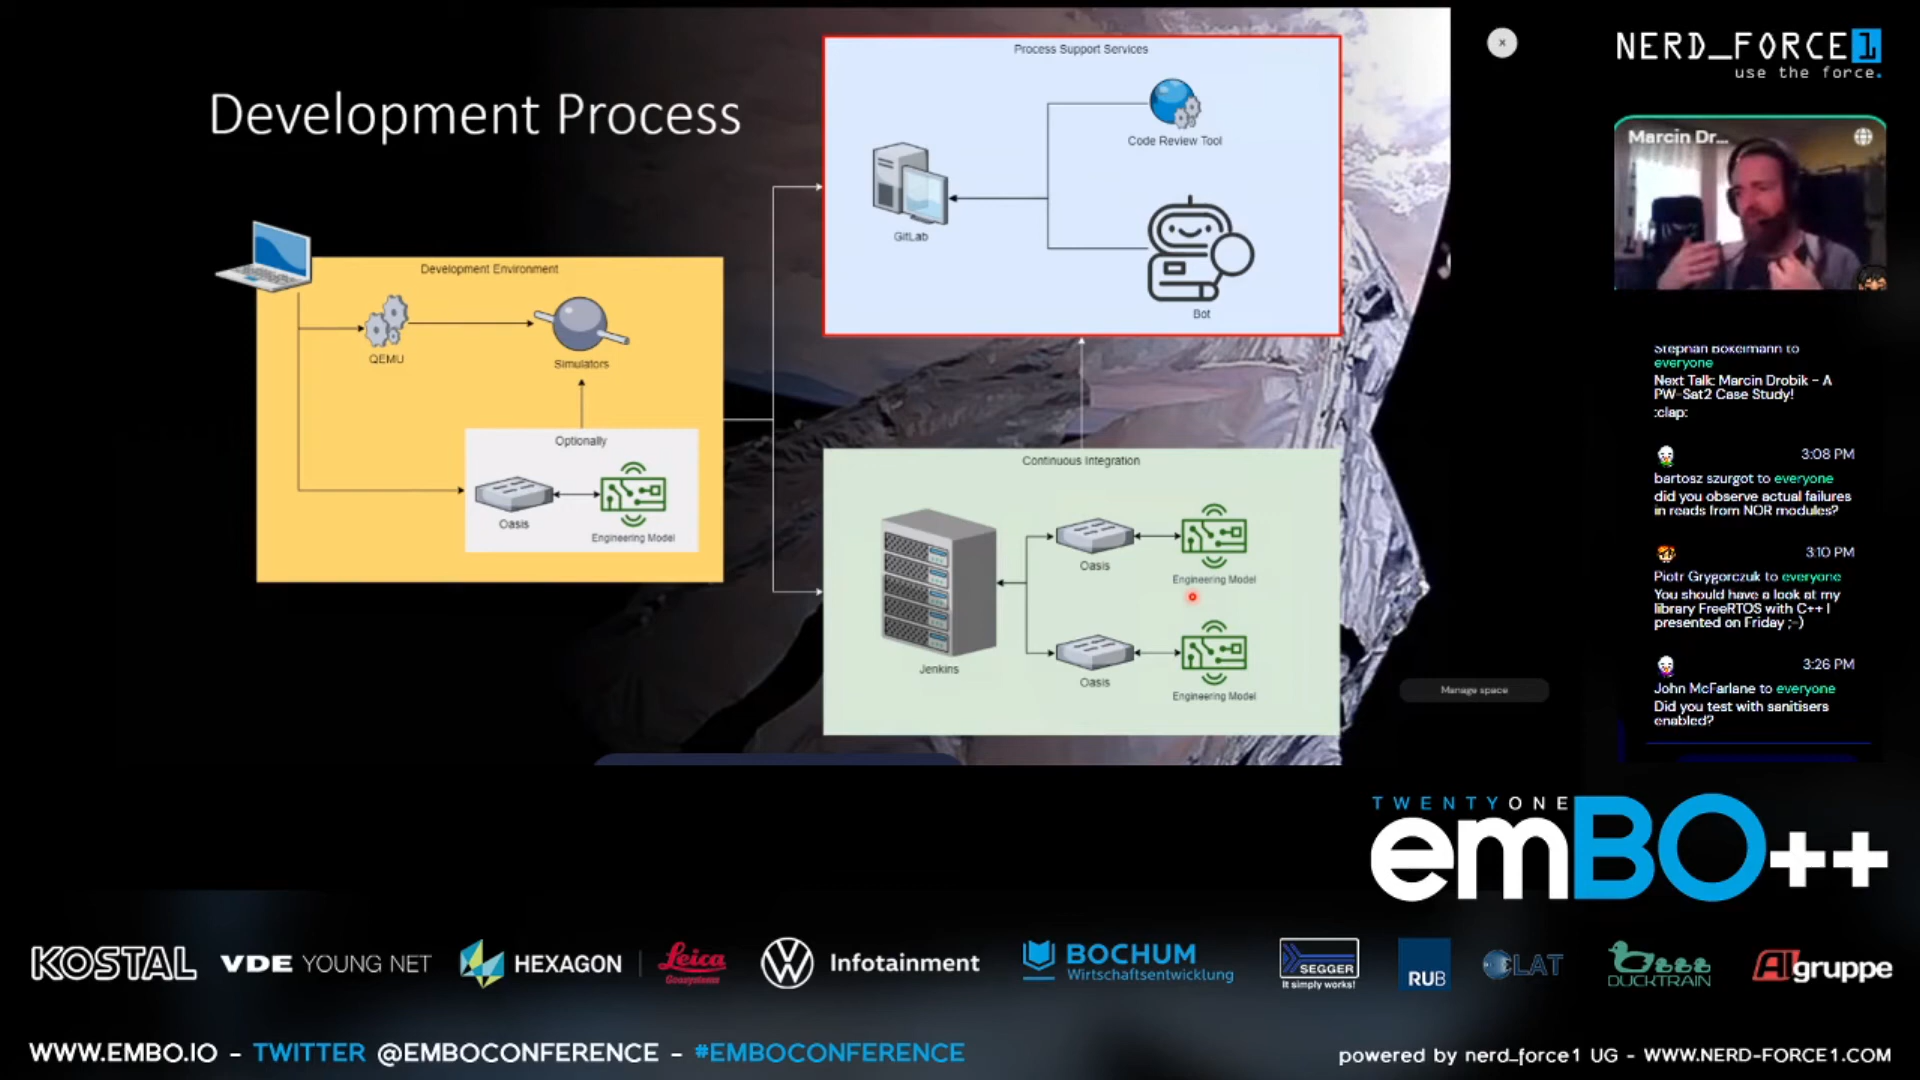 Development Process
Process Support Services
Code Review Tool
GitLab
Bot
Development Environment
QEMU
Simulators
Optionally
Oasis
Engineering Model
Continuous Integration
Jenkins
Oasis
Engineering Model
Oasis
Engineering Model
×
Manage space
NERD_FORCE1
use the force.
Marcin Dr...
Stephan Bökelmann to
everyone
Next Talk: Marcin Drobik - A
PW-Sat2 Case Study!
:clap:
3:08 PM
bartosz szurgot to everyone
did you observe actual failures
in reads from NOR modules?
3:10 PM
Piotr Grygorczuk to everyone
You should have a look at my
library FreeRTOS with C++ I
presented on Friday ;-)
3:26 PM
John McFarlane to everyone
Did you test with sanitisers
enabled?
TWENTYONE
emBO++
KOSTAL
VDE YOUNG NET
HEXAGON
Leica
Geosystems
Infotainment
BOCHUM
Wirtschaftsentwicklung
SEGGER
It simply works!
RUB
CLAT
DUCKTRAIN
AIgruppe
WWW.EMBO.IO - TWITTER @EMBOCONFERENCE - #EMBOCONFERENCE
powered by nerd_force1 UG - WWW.NERD-FORCE1.COM